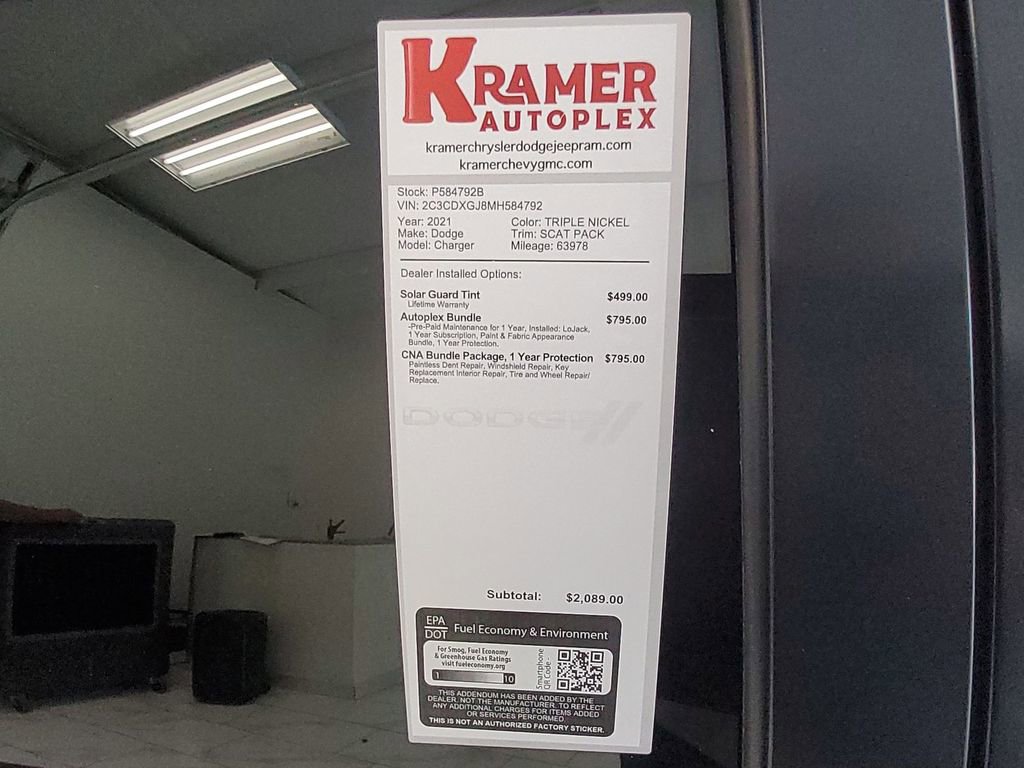 KRAMER
AUTOPLEX
kramerchryslerdodgejeepram.com
kramerchevygmc.com
Stock: P584792B
VIN: 2C3CDXGJ8MH584792
Year: 2021 Color: TRIPLE NICKEL
Make: Dodge Trim: SCAT PACK
Model: Charger Mileage: 63978
Dealer Installed Options:
Solar Guard Tint $499.00
Lifetime Warranty
Autoplex Bundle $795.00
-Pre-Paid Maintenance for 1 Year, Installed: LoJack,
1 Year Subscription, Paint & Fabric Appearance
Bundle, 1 Year Protection.
CNA Bundle Package, 1 Year Protection $795.00
Paintless Dent Repair, Windshield Repair, Key
Replacement Interior Repair, Tire and Wheel Repair/
Replace.
DODGE
Subtotal: $2,089.00
EPA
DOT Fuel Economy & Environment
For Smog, Fuel Economy
& Greenhouse Gas Ratings
visit fueleconomy.org
1 10
Smartphone
QR Code -
THIS ADDENDUM HAS BEEN ADDED BY THE
DEALER, NOT THE MANUFACTURER, TO REFLECT
ANY ADDITIONAL CHARGES FOR ITEMS ADDED
OR SERVICES PERFORMED
THIS IS NOT AN AUTHORIZED FACTORY STICKER.